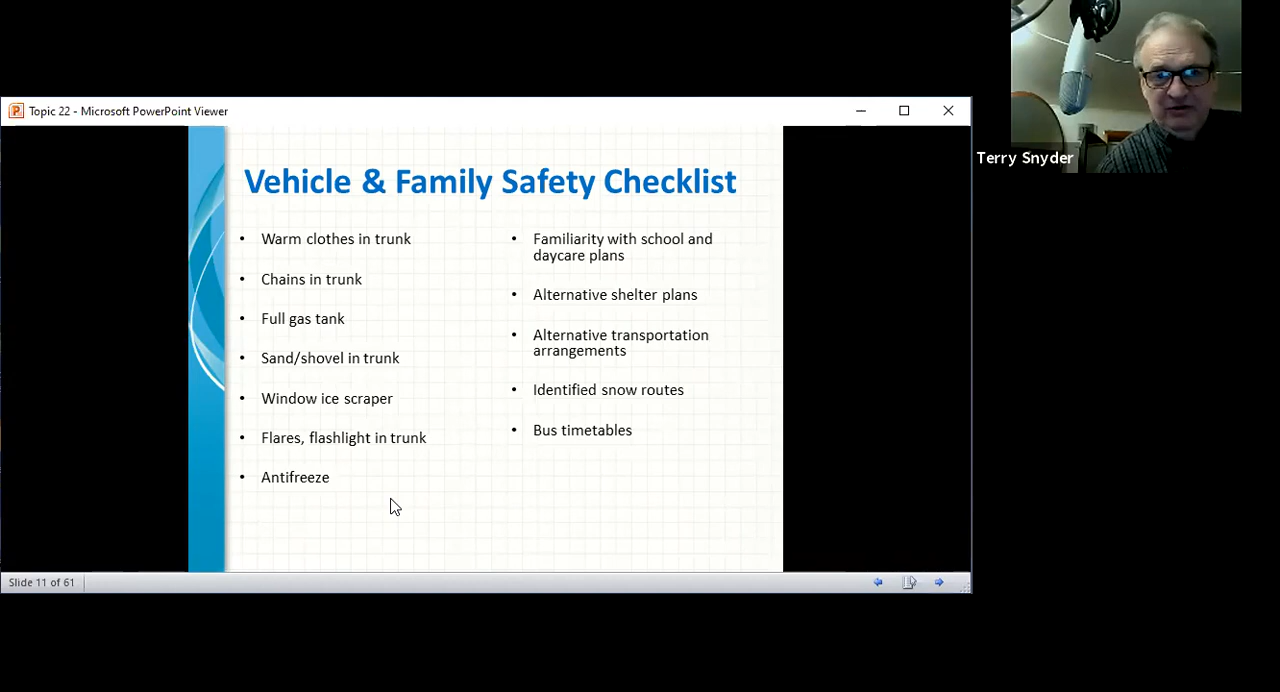 Topic 22 - Microsoft PowerPoint Viewer
Terry Snyder
Vehicle & Family Safety Checklist
• Warm clothes in trunk
• Chains in trunk
• Full gas tank
• Sand/shovel in trunk
• Window ice scraper
• Flares, flashlight in trunk
• Antifreeze
• Familiarity with school and
daycare plans
• Alternative shelter plans
• Alternative transportation
arrangements
• Identified snow routes
• Bus timetables
Slide 11 of 61